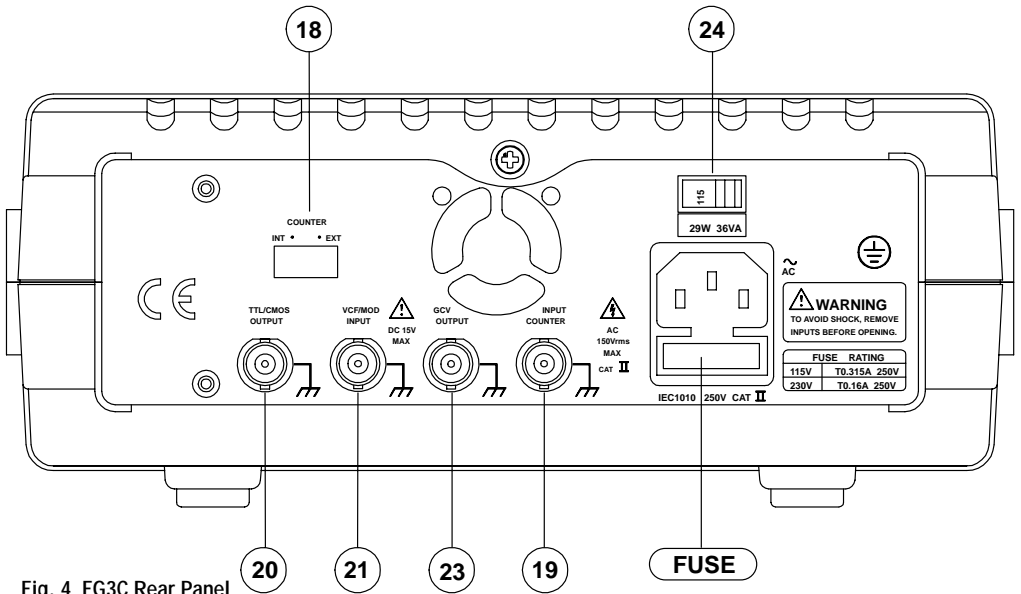 18
24
115
29W 36VA
COUNTER
INT • • EXT
CE
AC
WARNING
TO AVOID SHOCK, REMOVE
INPUTS BEFORE OPENING.
TTL/CMOS
OUTPUT
VCF/MOD
INPUT
DC 15V
MAX
GCV
OUTPUT
INPUT
COUNTER
AC
150Vrms
MAX
CAT II
FUSE RATING
115V T0.315A 250V
230V T0.16A 250V
IEC1010 250V CAT II
20
21
23
19
FUSE
Fig. 4 FG3C Rear Panel